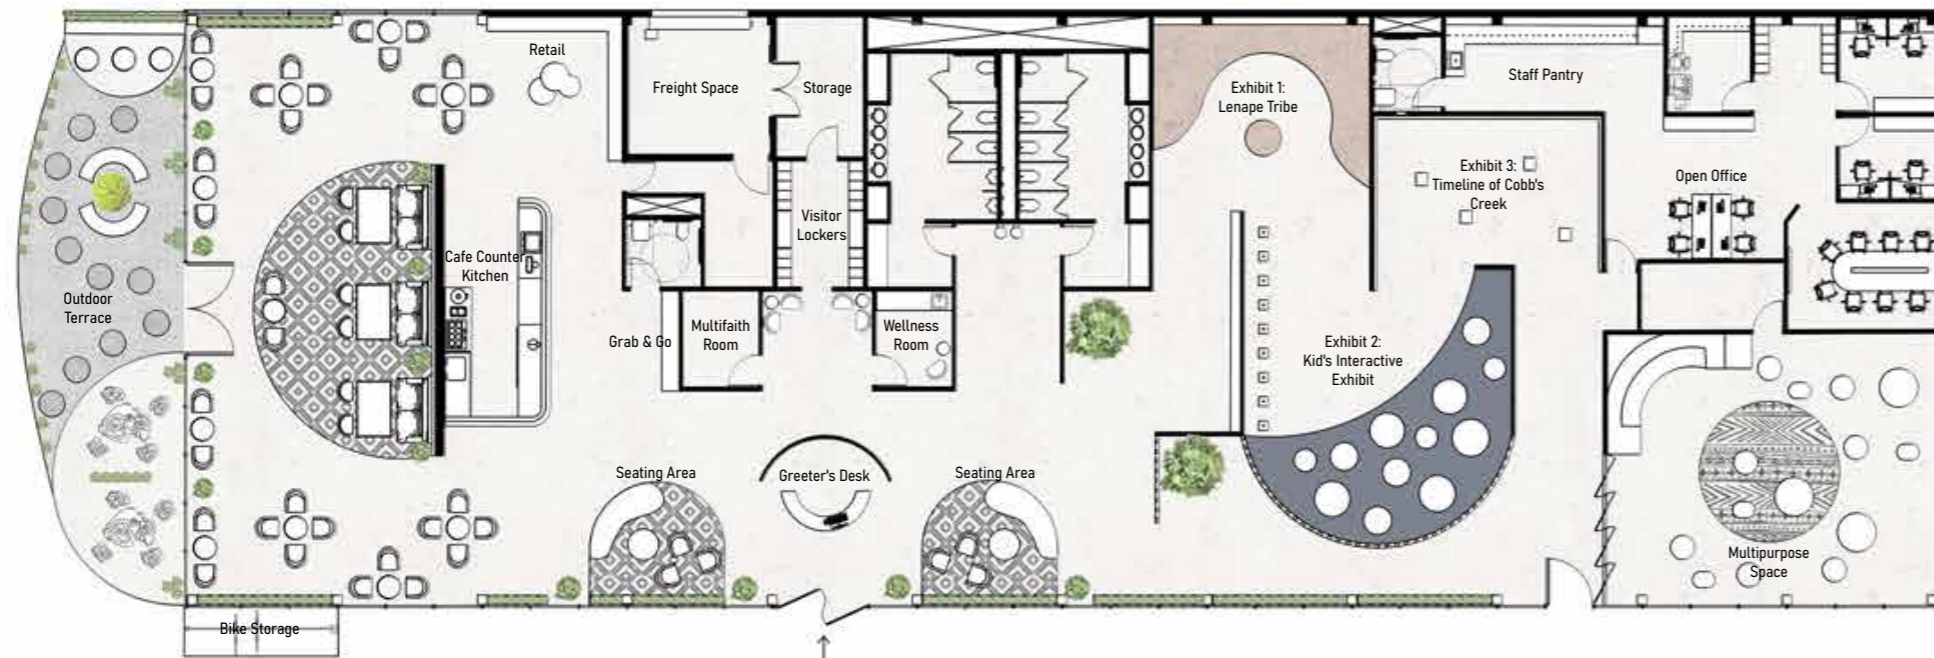 Retail
Freight Space
Storage
Exhibit 1:
Lenape Tribe
Staff Pantry
Exhibit 3:
Timeline of Cobb's
Creek
Open Office
Visitor
Lockers
Cafe Counter
Kitchen
Outdoor
Terrace
Grab & Go
Multifaith
Room
Wellness
Room
Exhibit 2:
Kid's Interactive
Exhibit
Seating Area
Greeter's Desk
Seating Area
Multipurpose
Space
Bike Storage